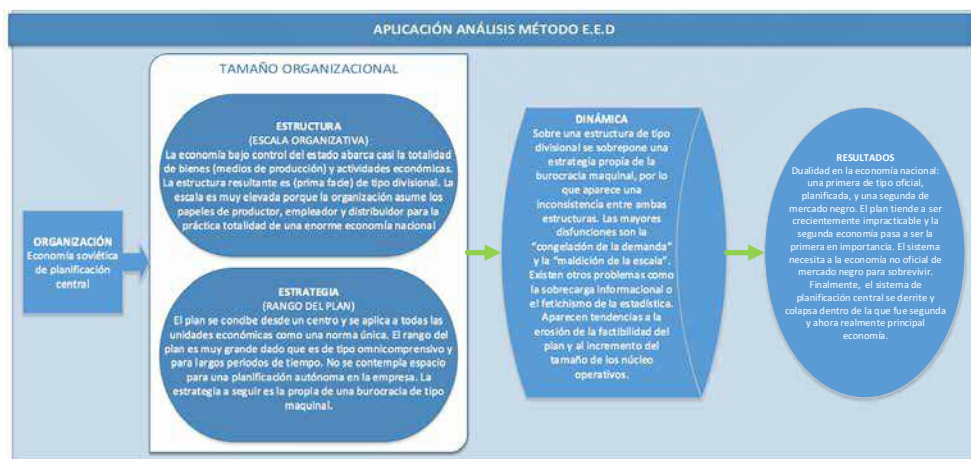 APLICACIÓN ANÁLISIS MÉTODO E.E.D
TAMAÑO ORGANIZACIONAL
ORGANIZACIÓN
Economía soviética
de planificación
central
ESTRUCTURA
(ESCALA ORGANIZATIVA)
La economía bajo control del estado abarca casi la totalidad
de bienes (medios de producción) y actividades económicas.
La estructura resultante es (prima facie) de tipo divisional. La
escala es muy elevada porque la organización asume los
papeles de productor, empleador y distribuidor para la
práctica totalidad de una enorme economía nacional
ESTRATEGIA
(RANGO DEL PLAN)
El plan se concibe desde un centro y se aplica a todas las
unidades económicas como una norma única. El rango del
plan es muy grande dado que es de tipo omnicomprensivo y
para largos periodos de tiempo. No se contempla espacio
para una planificación autónoma en la empresa. La
estrategia a seguir es la propia de una burocracia de tipo
maquinal.
DINÁMICA
Sobre una estructura de tipo
divisional se sobrepone una
estrategia propia de la
burocracia maquinal, por lo
que aparece una
inconsistencia entre ambas
estructuras. Las mayores
disfunciones son la
"congelación de la demanda"
y la "maldición de la escala".
Existen otros problemas como
la sobrecarga informacional o
el fetichismo de la estadística.
Aparecen tendencias a la
erosión de la factibilidad del
plan y al incremento del
tamaño de los núcleo
operativos.
RESULTADOS
Dualidad en la economía nacional:
una primera de tipo oficial,
planificada, y una segunda de
mercado negro. El plan tiende a ser
crecientemente impracticable y la
segunda economía pasa a ser la
primera en importancia. El sistema
necesita a la economía no oficial de
mercado negro para sobrevivir.
Finalmente, el sistema de
planificación central se derrite y
colapsa dentro de la que fue segunda
y ahora realmente principal
economía.